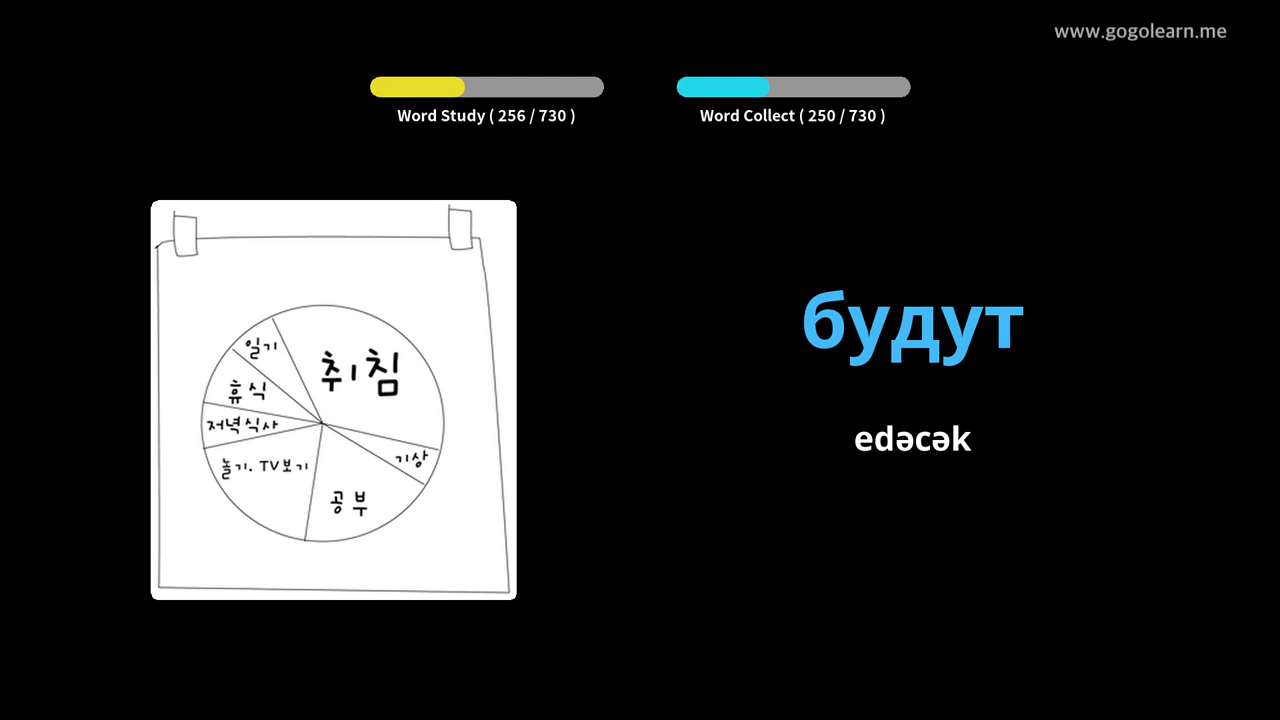 www.gogolearn.me
Word Study ( 256 / 730 )
Word Collect ( 250 / 730 )
일기
취침
휴식
저녁식사
놀기. TV보기
기상
공부
будут
edəcək